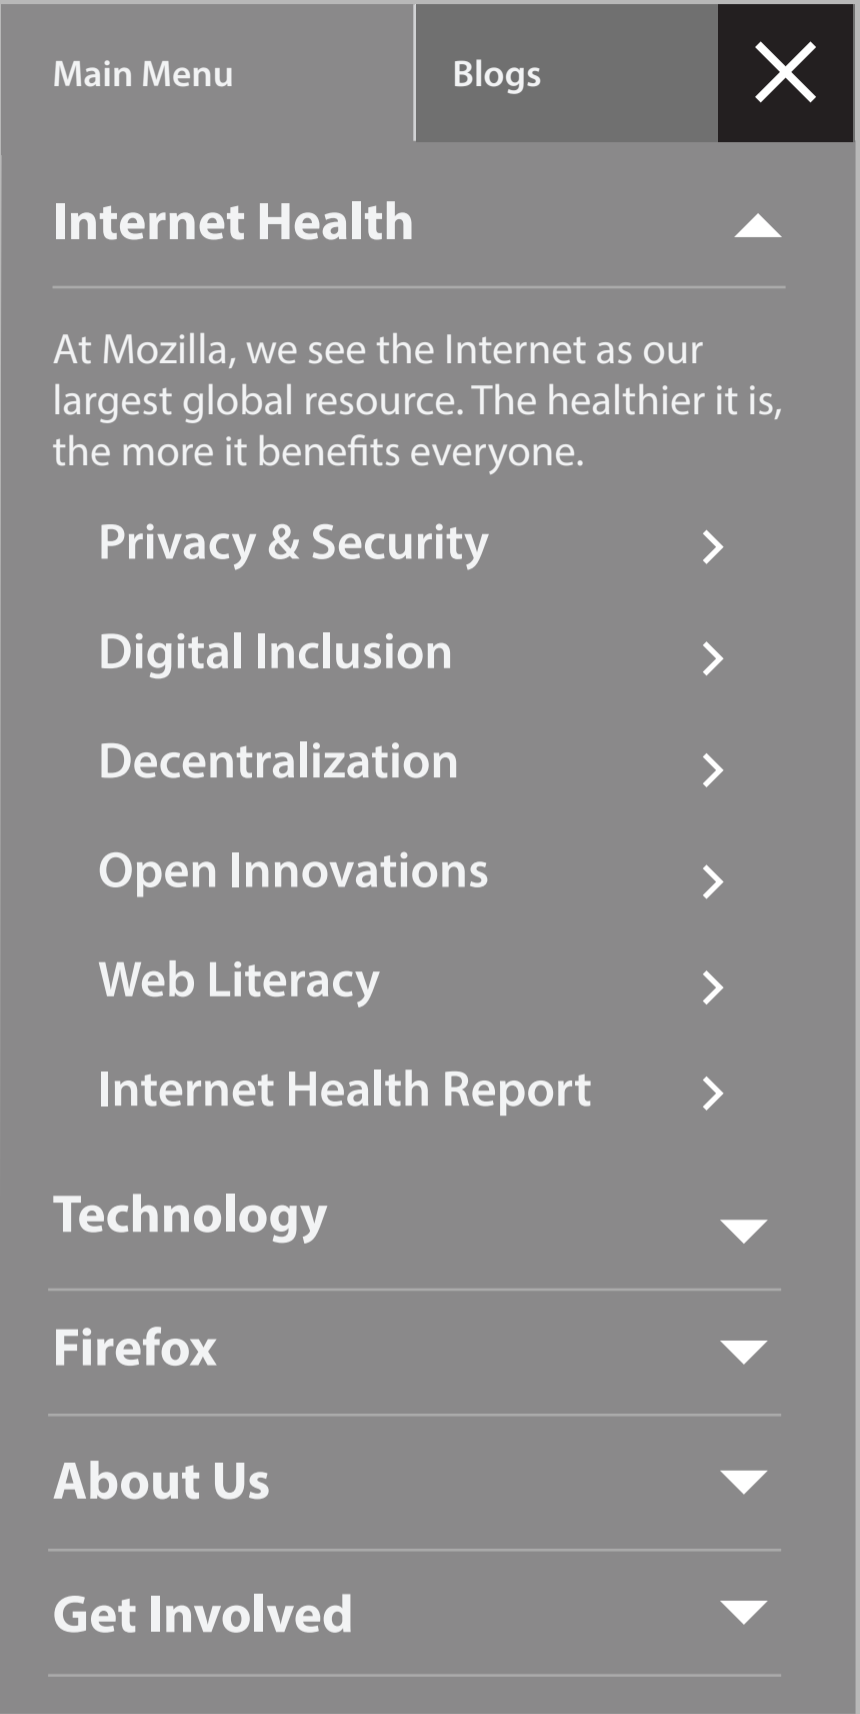 Main Menu
Blogs
Internet Health
At Mozilla, we see the Internet as our
largest global resource. The healthier it is,
the more it benefits everyone.
Privacy & Security
Digital Inclusion
Decentralization
Open Innovations
Web Literacy
Internet Health Report
Technology
Firefox
About Us
Get Involved